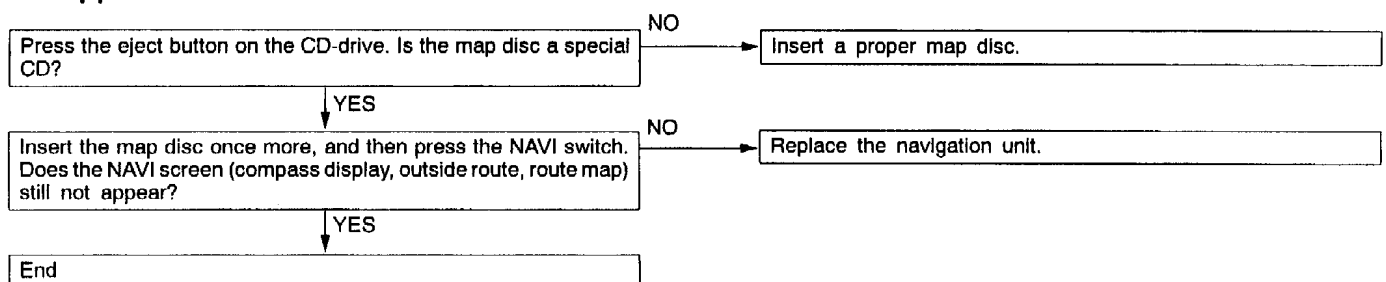 NO
Press the eject button on the CD-drive. Is the map disc a special
CD?
Insert a proper map disc.
YES
NO
Insert the map disc once more, and then press the NAVI switch.
Does the NAVI screen (compass display, outside route, route map)
still not appear?
Replace the navigation unit.
YES
End